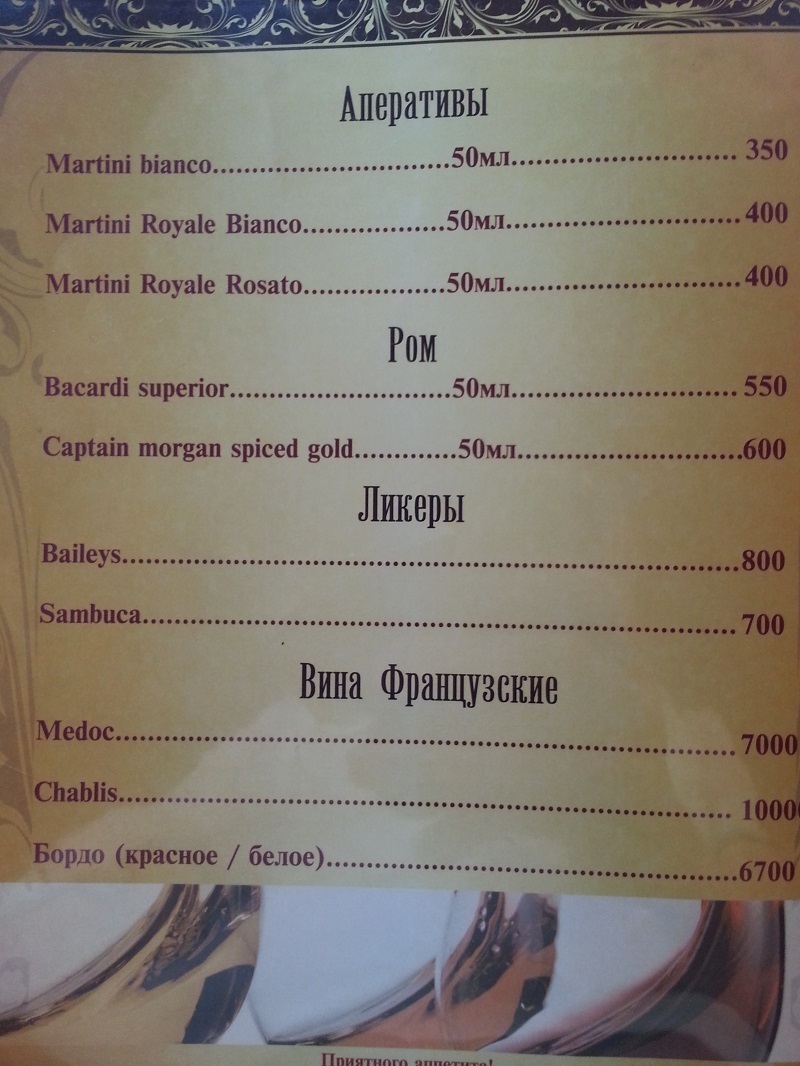 Аперативы
Martini bianco....................................50мл.................................. 350
Martini Royale Bianco......................50мл...................................400
Martini Royale Rosato......................50мл...................................400
Ром
Bacardi superior..................................50мл.................................. 550
Captain morgan spiced gold................50мл..................................600
Ликеры
Baileys..........................................................................................800
Sambuca....................................................................................... 700
Вина Французские
Medoc........................................................................................... 7000
Chablis..........................................................................................
Бордо (красное / белое)..............................................................6700
Приятного аппетита!